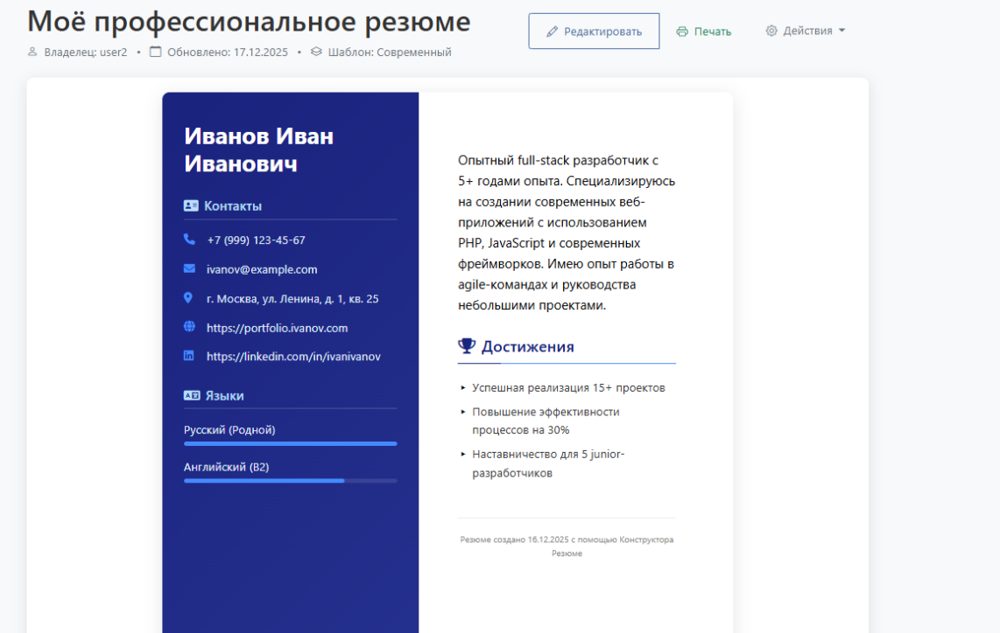 Моё профессиональное резюме
Редактировать
Печать
Действия
Владелец: user2 • Обновлено: 17.12.2025 • Шаблон: Современный
Иванов Иван
Иванович
Контакты
+7 (999) 123-45-67
ivanov@example.com
г. Москва, ул. Ленина, д. 1, кв. 25
https://portfolio.ivanov.com
https://linkedin.com/in/ivanivanov
Языки
Русский (Родной)
Английский (B2)
Опытный full-stack разработчик с
5+ годами опыта. Специализируюсь
на создании современных веб-
приложений с использованием
PHP, JavaScript и современных
фреймворков. Имею опыт работы в
agile-командах и руководства
небольшими проектами.
Достижения
‣ Успешная реализация 15+ проектов
‣ Повышение эффективности
процессов на 30%
‣ Наставничество для 5 junior-
разработчиков
Резюме создано 16.12.2025 с помощью Конструктора
Резюме